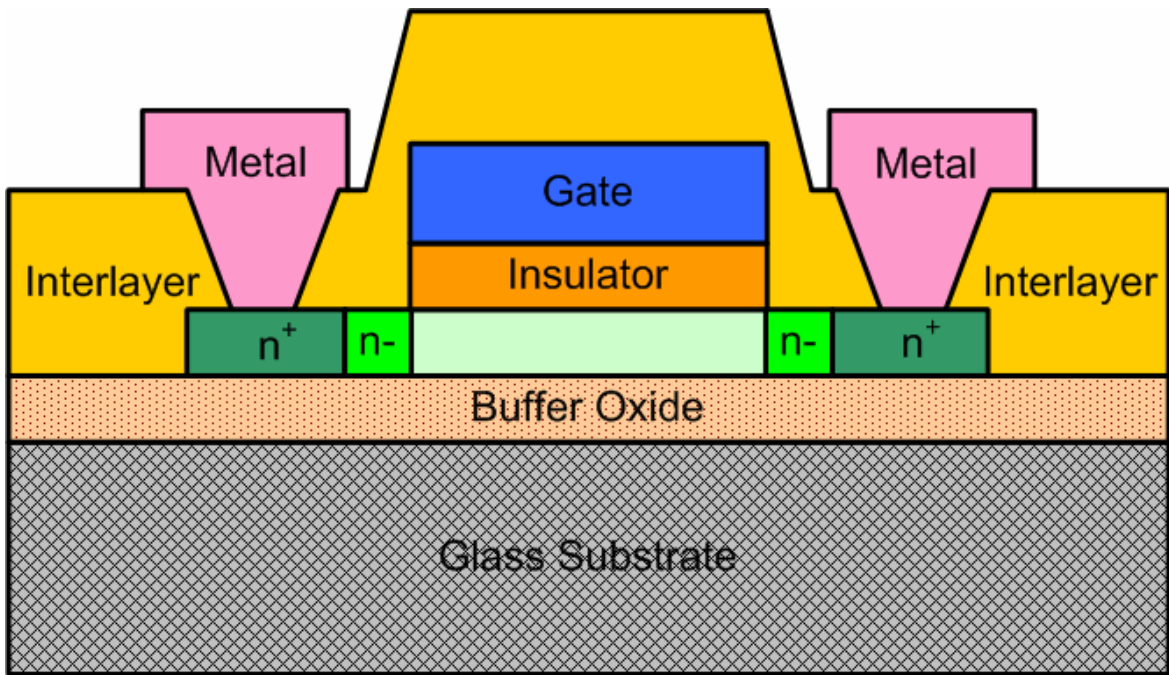 Metal
Metal
Gate
Interlayer
Insulator
Interlayer
n⁺
n-
n-
n⁺
Buffer Oxide
Glass Substrate